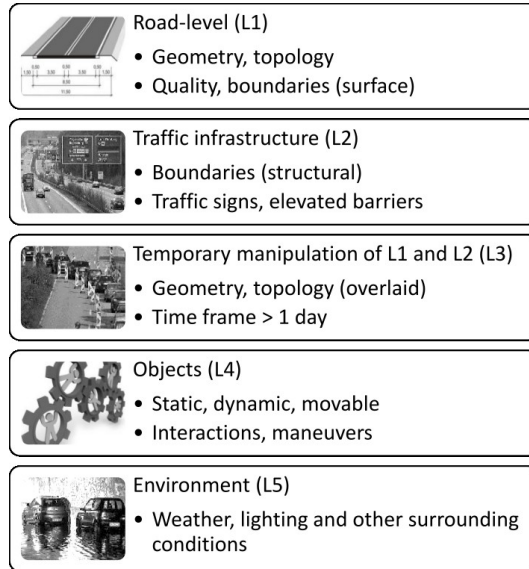 Road-level (L1)
• Geometry, topology
• Quality, boundaries (surface)
Traffic infrastructure (L2)
• Boundaries (structural)
• Traffic signs, elevated barriers
Temporary manipulation of L1 and L2 (L3)
• Geometry, topology (overlaid)
• Time frame > 1 day
Objects (L4)
• Static, dynamic, movable
• Interactions, maneuvers
Environment (L5)
• Weather, lighting and other surrounding
conditions